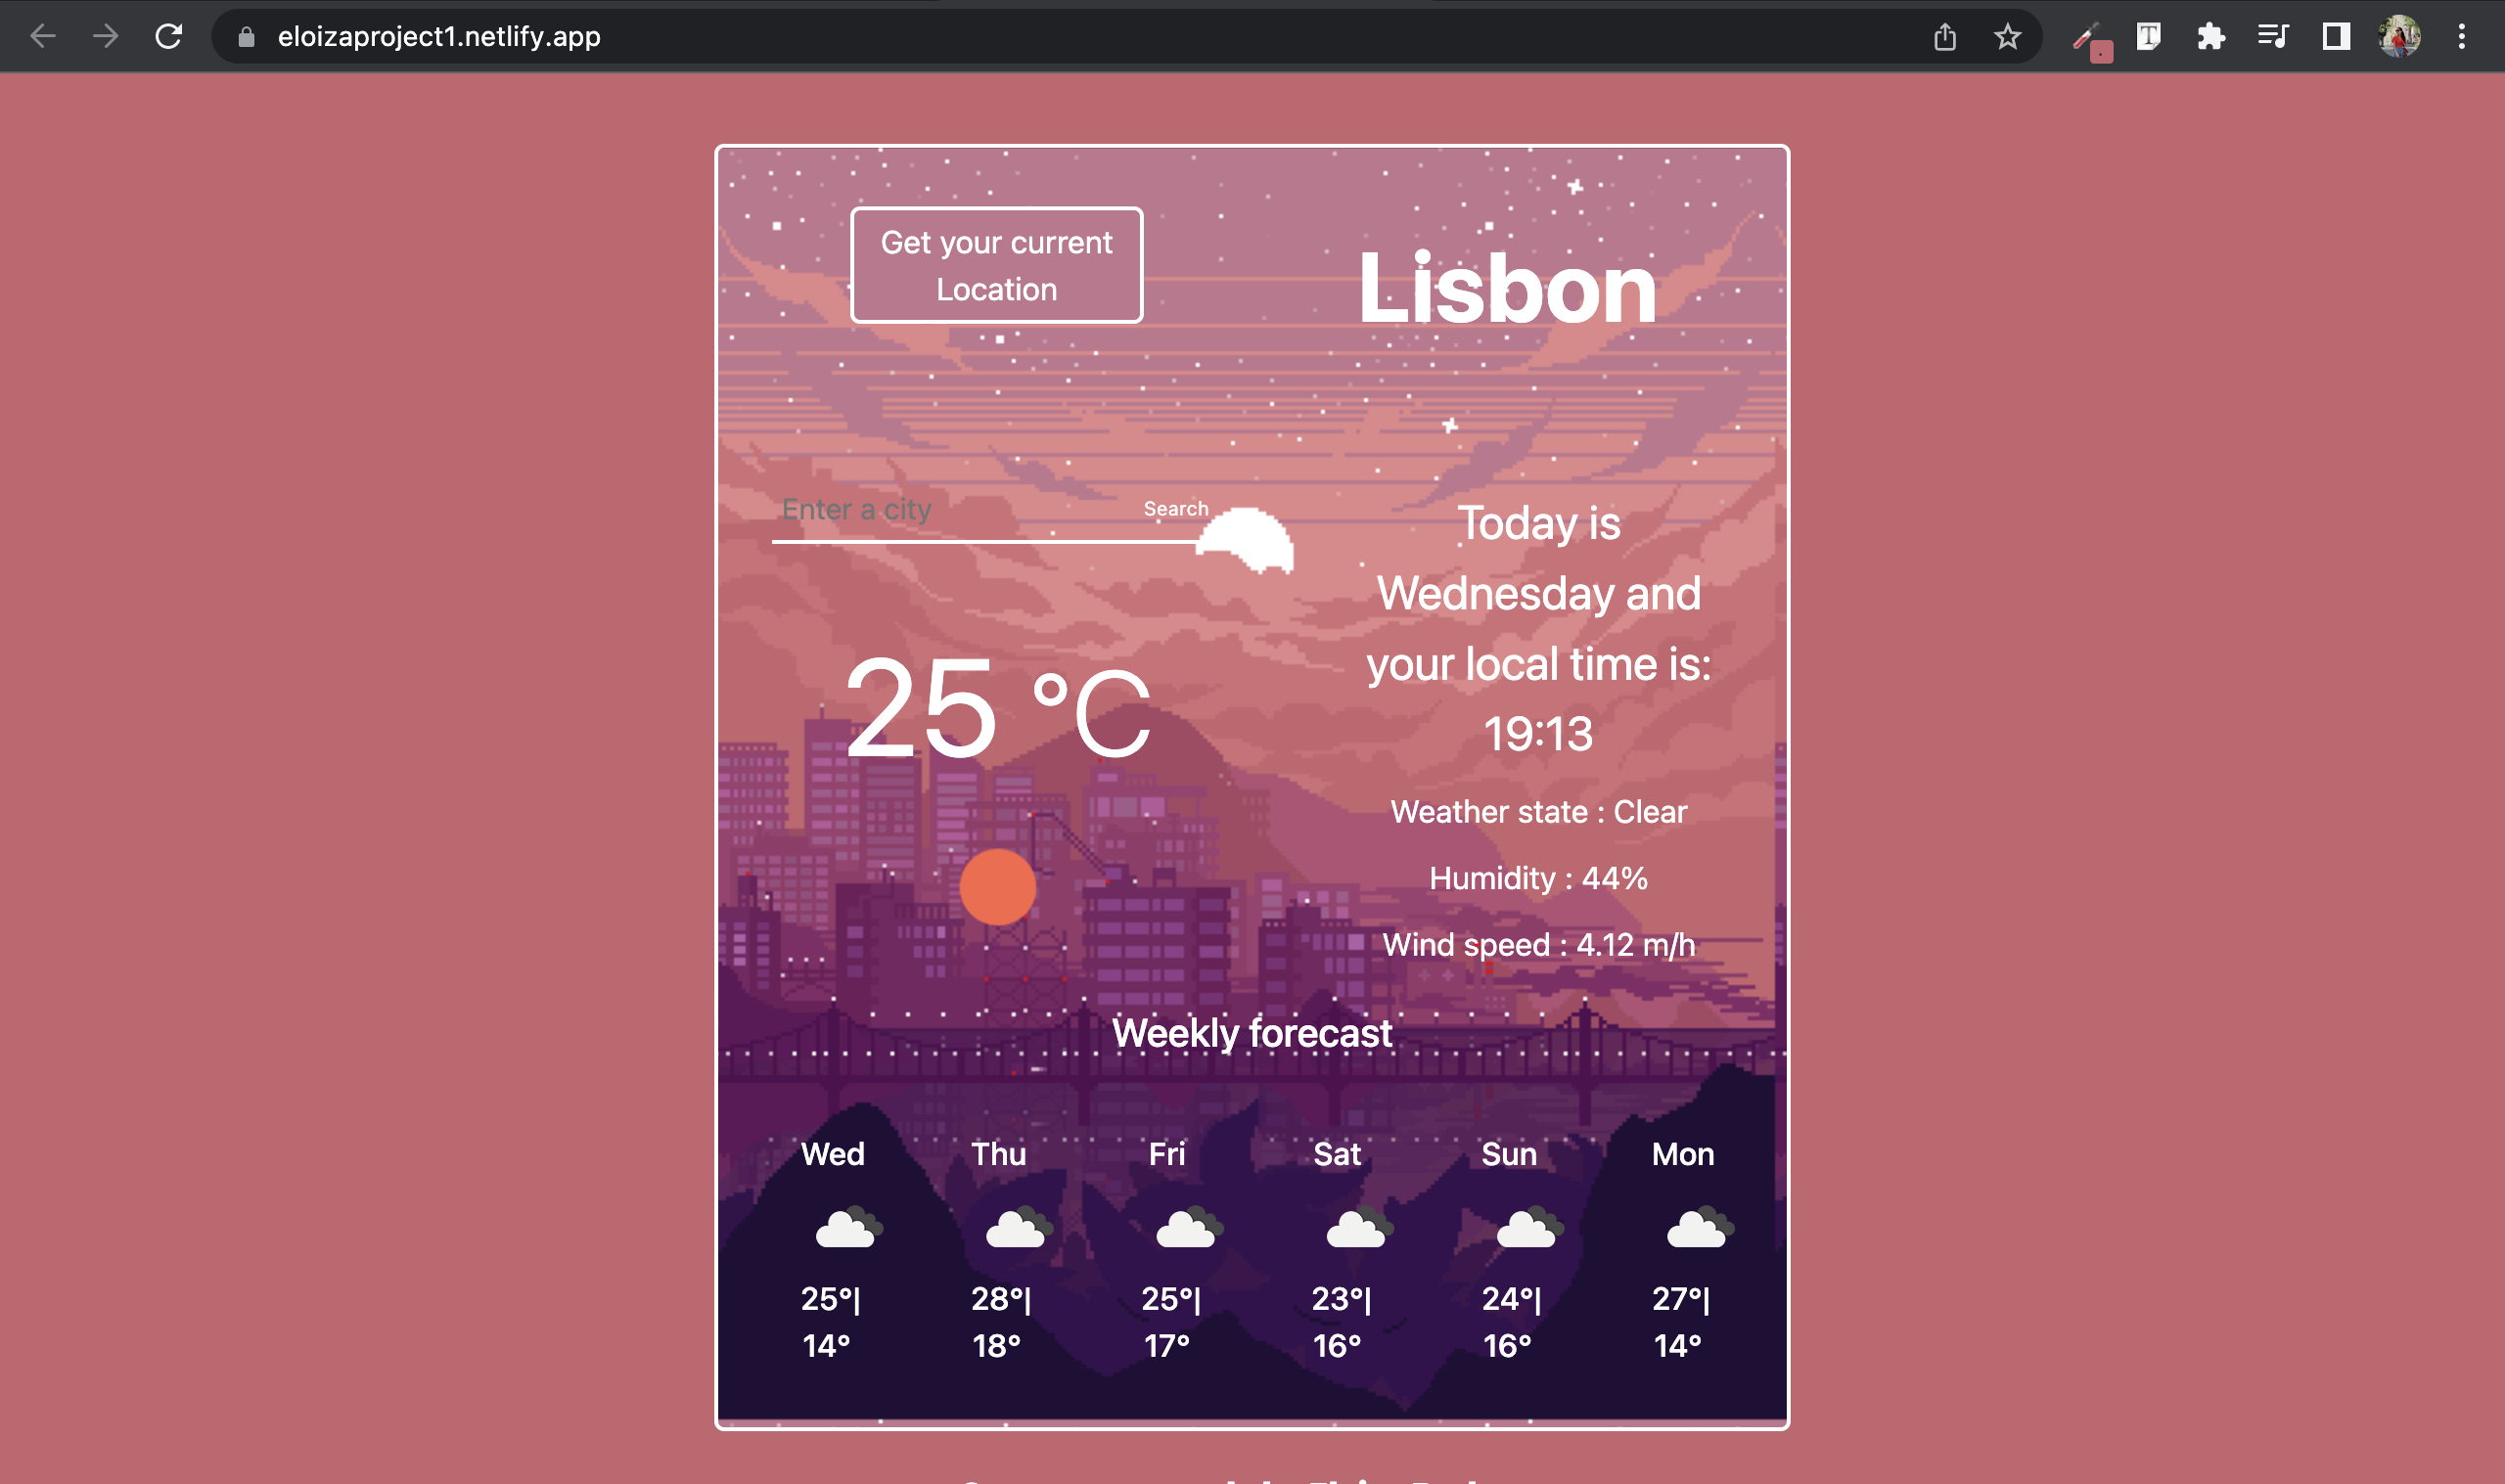 eloizaproject1.netlify.app
Get your current
Location
Lisbon
Enter a city
Search
Today is
Wednesday and
your local time is:
19:13
25 °C
Weather state : Clear
Humidity : 44%
Wind speed : 4.12 m/h
Weekly forecast
Wed Thu Fri Sat Sun Mon
25°| 28°| 25°| 23°| 24°| 27°|
14° 18° 17° 16° 16° 14°